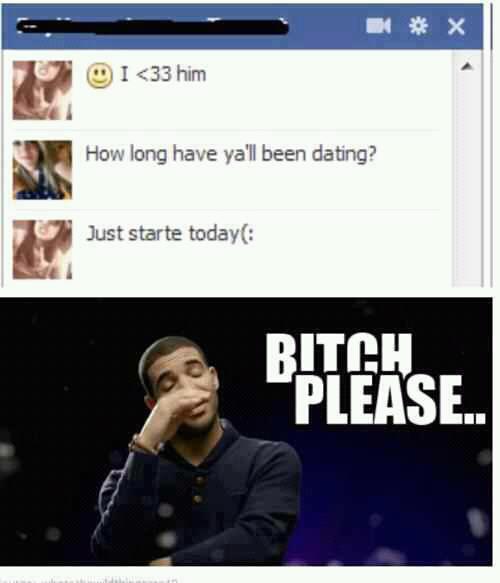 I <33 him
How long have ya'll been dating?
Just starte today(:
BITCH
PLEASE..